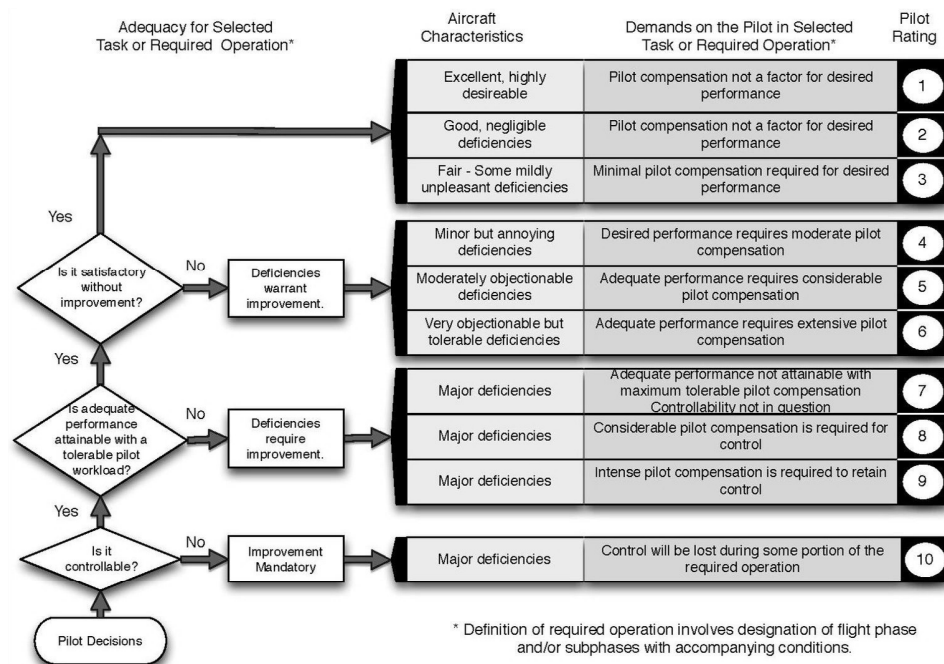 Adequacy for Selected
Task or Required Operation*
Aircraft
Characteristics
Demands on the Pilot in Selected
Task or Required Operation*
Pilot
Rating
Excellent, highly
desireable
Pilot compensation not a factor for desired
performance
1
Good, negligible
deficiencies
Pilot compensation not a factor for desired
performance
2
Fair - Some mildly
unpleasant deficiencies
Minimal pilot compensation required for desired
performance
3
Yes
Is it satisfactory
without
improvement?
No
Deficiencies
warrant
improvement.
Minor but annoying
deficiencies
Desired performance requires moderate pilot
compensation
4
Moderately objectionable
deficiencies
Adequate performance requires considerable
pilot compensation
5
Very objectionable but
tolerable deficiencies
Adequate performance requires extensive pilot
compensation
6
Yes
Is adequate
performance
attainable with a
tolerable pilot
workload?
No
Deficiencies
require
improvement.
Major deficiencies
Adequate performance not attainable with
maximum tolerable pilot compensation
Controllability not in question
7
Major deficiencies
Considerable pilot compensation is required for
control
8
Major deficiencies
Intense pilot compensation is required to retain
control
9
Yes
Is it
controllable?
No
Improvement
Mandatory
Major deficiencies
Control will be lost during some portion of the
required operation
10
Pilot Decisions
* Definition of required operation involves designation of flight phase
and/or subphases with accompanying conditions.